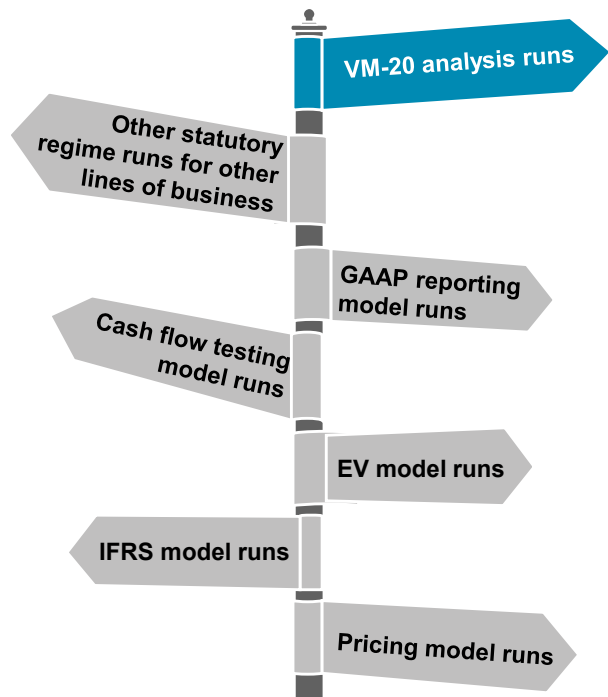 VM-20 analysis runs
Other statutory
regime runs for other
lines of business
GAAP reporting
model runs
Cash flow testing
model runs
EV model runs
IFRS model runs
Pricing model runs